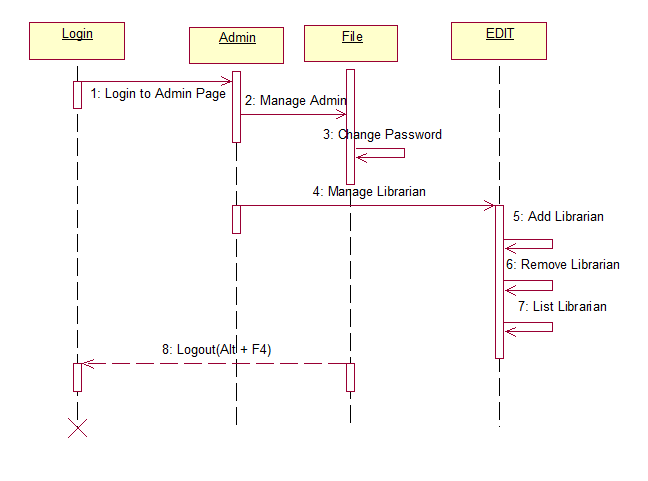 Login
Admin
File
EDIT
1: Login to Admin Page
2: Manage Admin
3: Change Password
4: Manage Librarian
5: Add Librarian
6: Remove Librarian
7: List Librarian
8: Logout(Alt + F4)